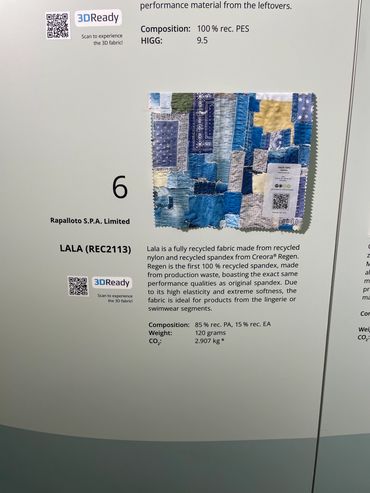 performance material from the leftovers.
3DReady
Scan to experience
the 3D fabric!
Composition: 100 % rec. PES
HIGG: 9.5
6
Rapalloto S.P.A. Limited
LALA (REC2113)
3DReady
Scan to experience
the 3D fabric!
Lala is a fully recycled fabric made from recycled
nylon and recycled spandex from Creora® Regen.
Regen is the first 100 % recycled spandex, made
from production waste, boasting the exact same
performance qualities as original spandex. Due
to its high elasticity and extreme softness, the
fabric is ideal for products from the lingerie or
swimwear segments.
Composition: 85 % rec. PA, 15 % rec. EA
Weight: 120 grams
CO₂: 2.907 kg *